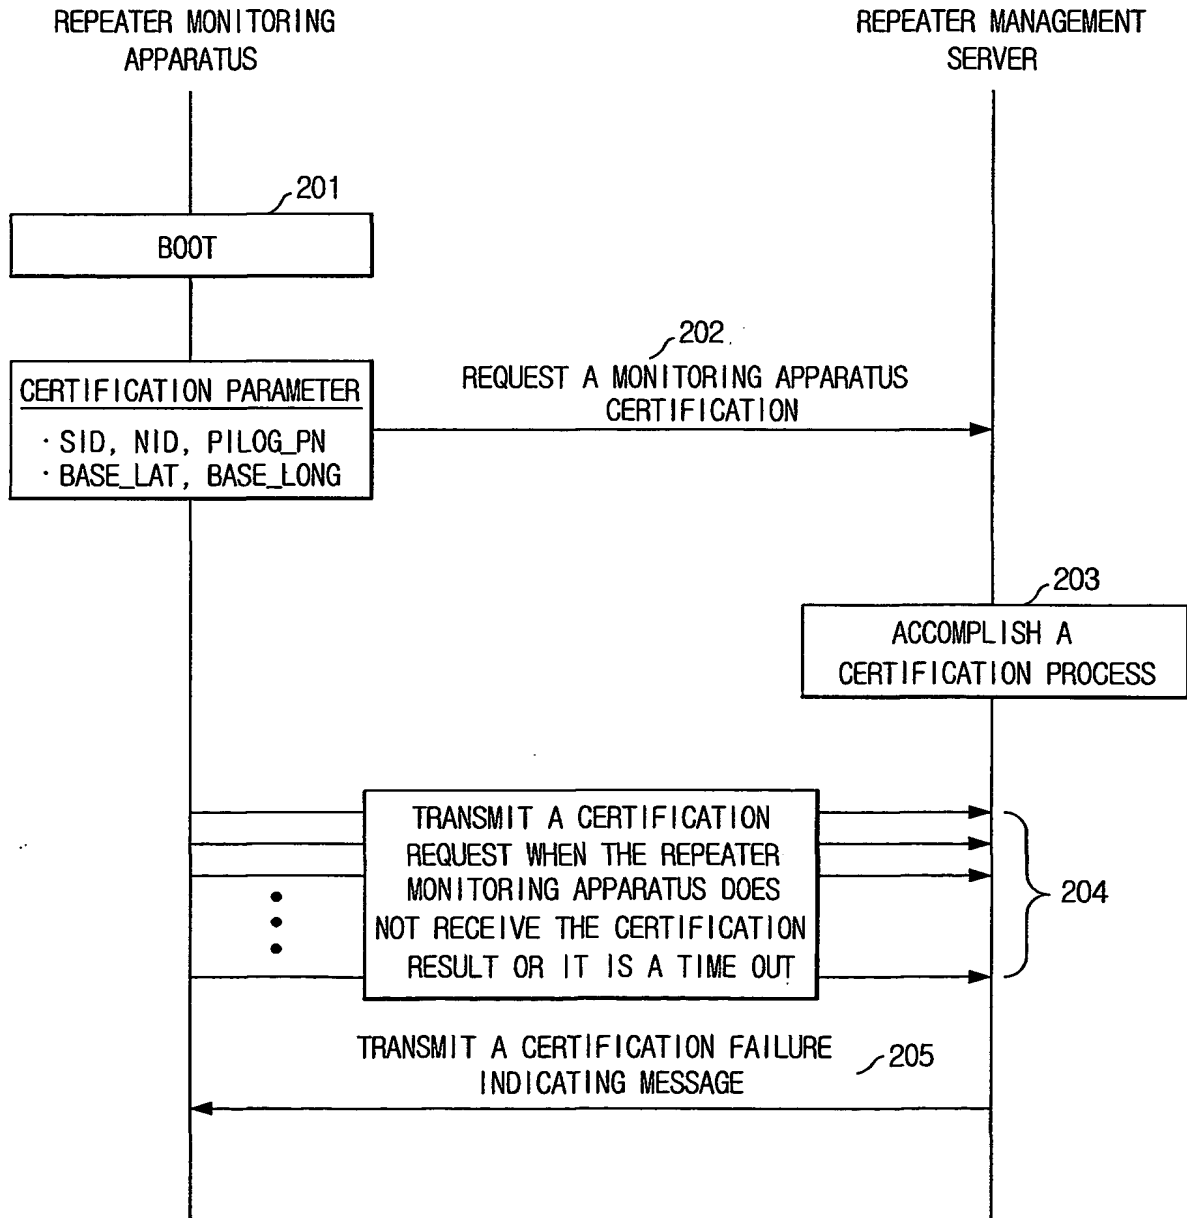 REPEATER MONITORING
APPARATUS
REPEATER MANAGEMENT
SERVER
201
BOOT
202
REQUEST A MONITORING APPARATUS
CERTIFICATION
CERTIFICATION PARAMETER
· SID, NID, PILOG_PN
· BASE_LAT, BASE_LONG
203
ACCOMPLISH A
CERTIFICATION PROCESS
TRANSMIT A CERTIFICATION
REQUEST WHEN THE REPEATER
MONITORING APPARATUS DOES
NOT RECEIVE THE CERTIFICATION
RESULT OR IT IS A TIME OUT
204
TRANSMIT A CERTIFICATION FAILURE
INDICATING MESSAGE
205